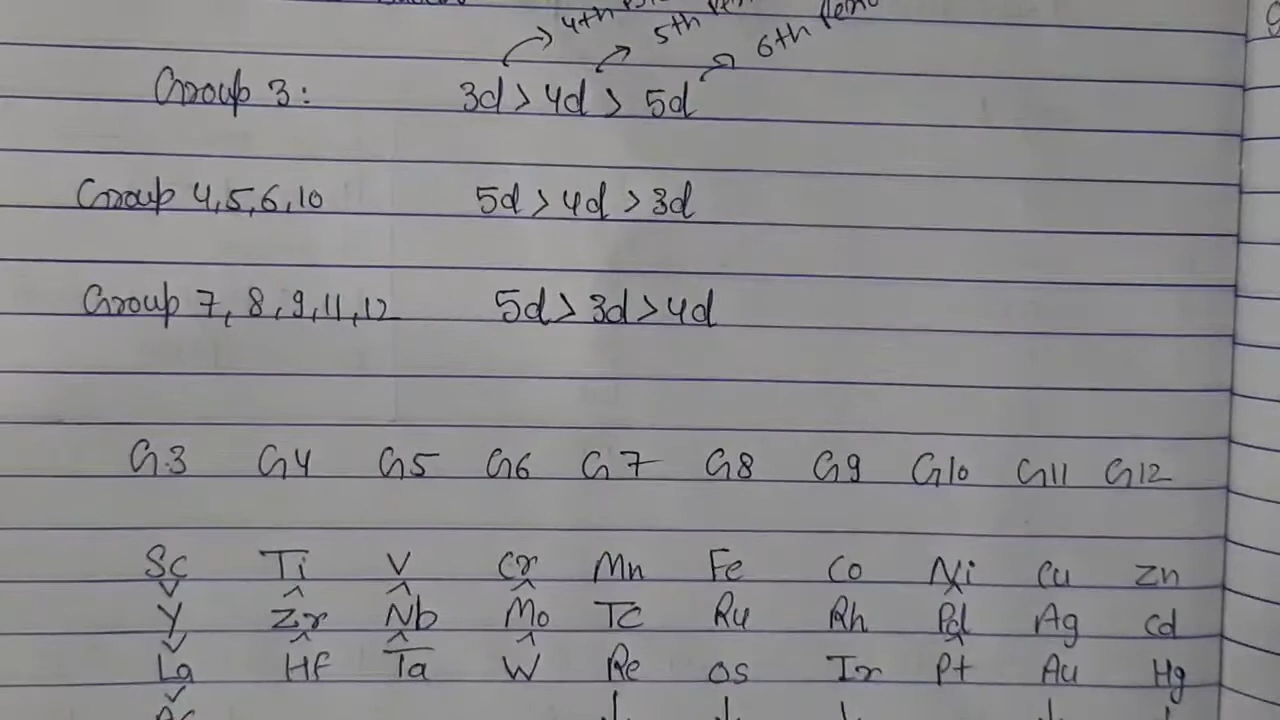 4th 5th 6th
Group 3: 3d > 4d > 5d
Group 4,5,6,10 5d > 4d > 3d
Group 7, 8, 9, 11, 12 5d > 3d > 4d
G3 G4 G5 G6 G7 G8 G9 G10 G11 G12
Sc Ti V Cr Mn Fe Co Ni Cu Zn
Y Zr Nb Mo TC Ru Rh Pd Ag Cd
La Hf Ta W Re Os Ir Pt Au Hg
Ac